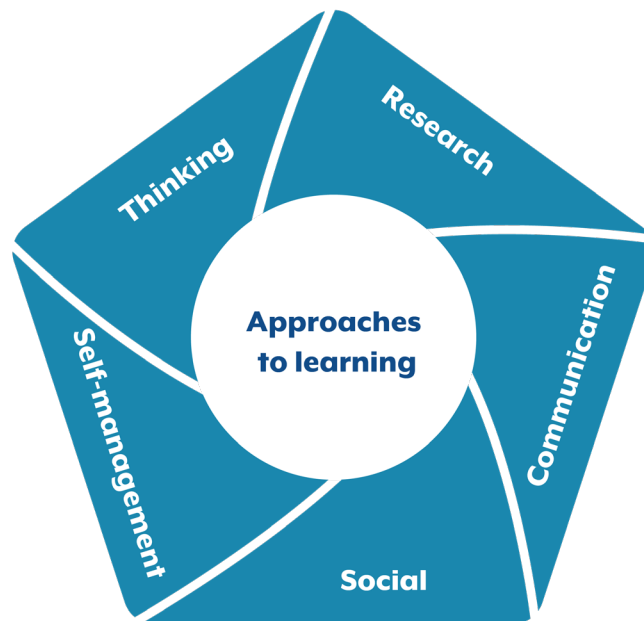 Thinking
Research
Communication
Social
Self-management
Approaches
to learning